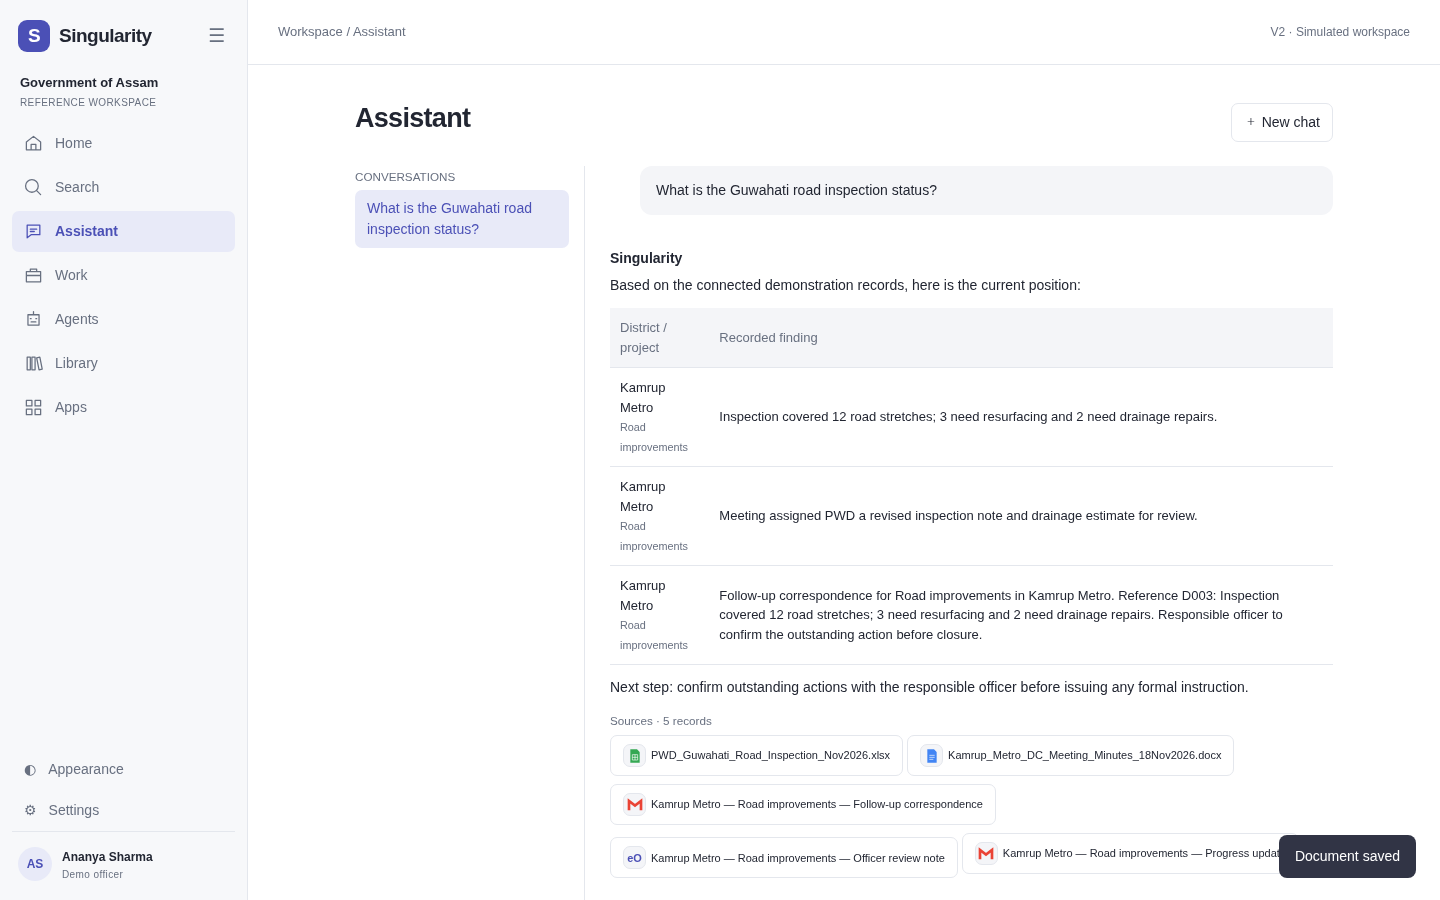 S Singularity
Government of Assam
REFERENCE WORKSPACE
Home
Search
Assistant
Work
Agents
Library
Apps
Appearance
Settings
AS
Ananya Sharma
Demo officer
Workspace / Assistant
V2 · Simulated workspace
Assistant
+ New chat
CONVERSATIONS
What is the Guwahati road
inspection status?
What is the Guwahati road inspection status?
Singularity
Based on the connected demonstration records, here is the current position:
District /
project
Recorded finding
Kamrup
Metro
Road
improvements
Inspection covered 12 road stretches; 3 need resurfacing and 2 need drainage repairs.
Kamrup
Metro
Road
improvements
Meeting assigned PWD a revised inspection note and drainage estimate for review.
Kamrup
Metro
Road
improvements
Follow-up correspondence for Road improvements in Kamrup Metro. Reference D003: Inspection
covered 12 road stretches; 3 need resurfacing and 2 need drainage repairs. Responsible officer to
confirm the outstanding action before closure.
Next step: confirm outstanding actions with the responsible officer before issuing any formal instruction.
Sources · 5 records
PWD_Guwahati_Road_Inspection_Nov2026.xlsx
Kamrup_Metro_DC_Meeting_Minutes_18Nov2026.docx
Kamrup Metro — Road improvements — Follow-up correspondence
eO Kamrup Metro — Road improvements — Officer review note
Kamrup Metro — Road improvements — Progress
Document saved